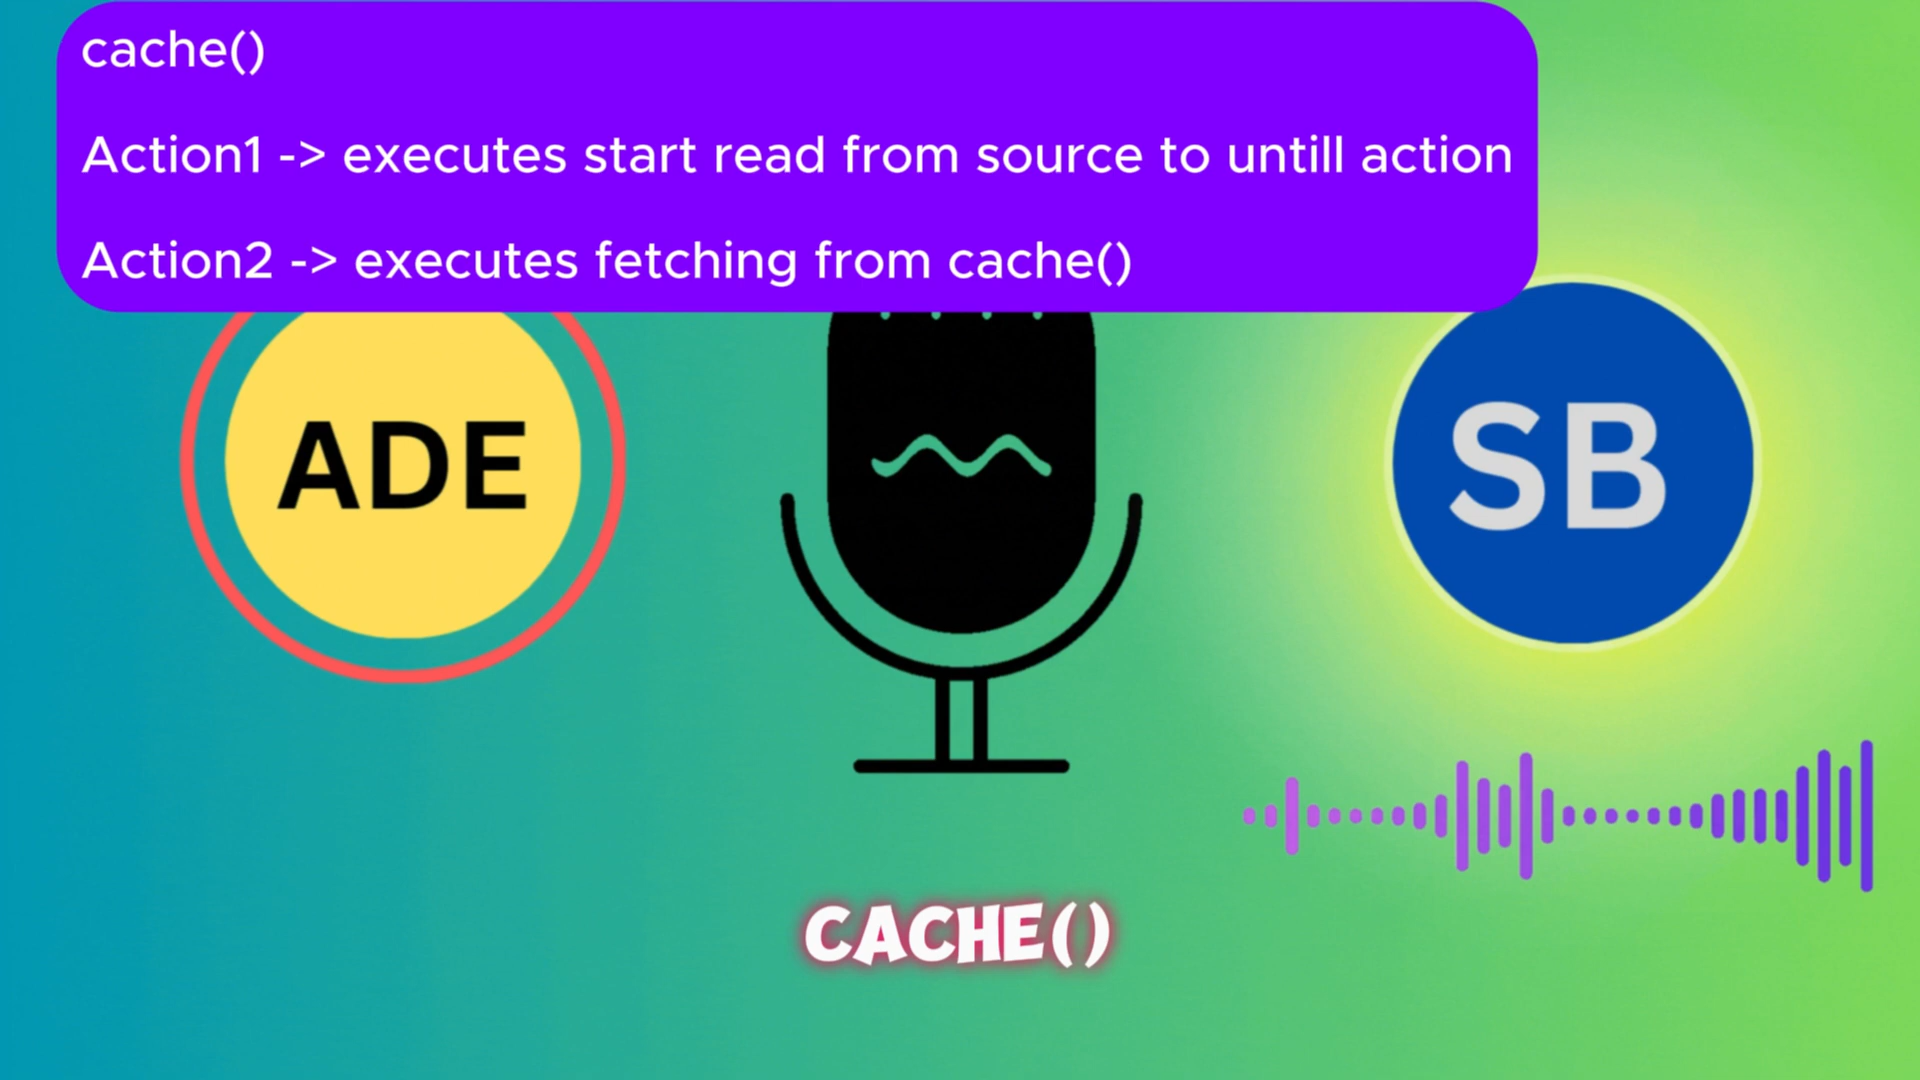 cache()
Action1 -> executes start read from source to untill action
Action2 -> executes fetching from cache()
ADE
SB
CACHE()